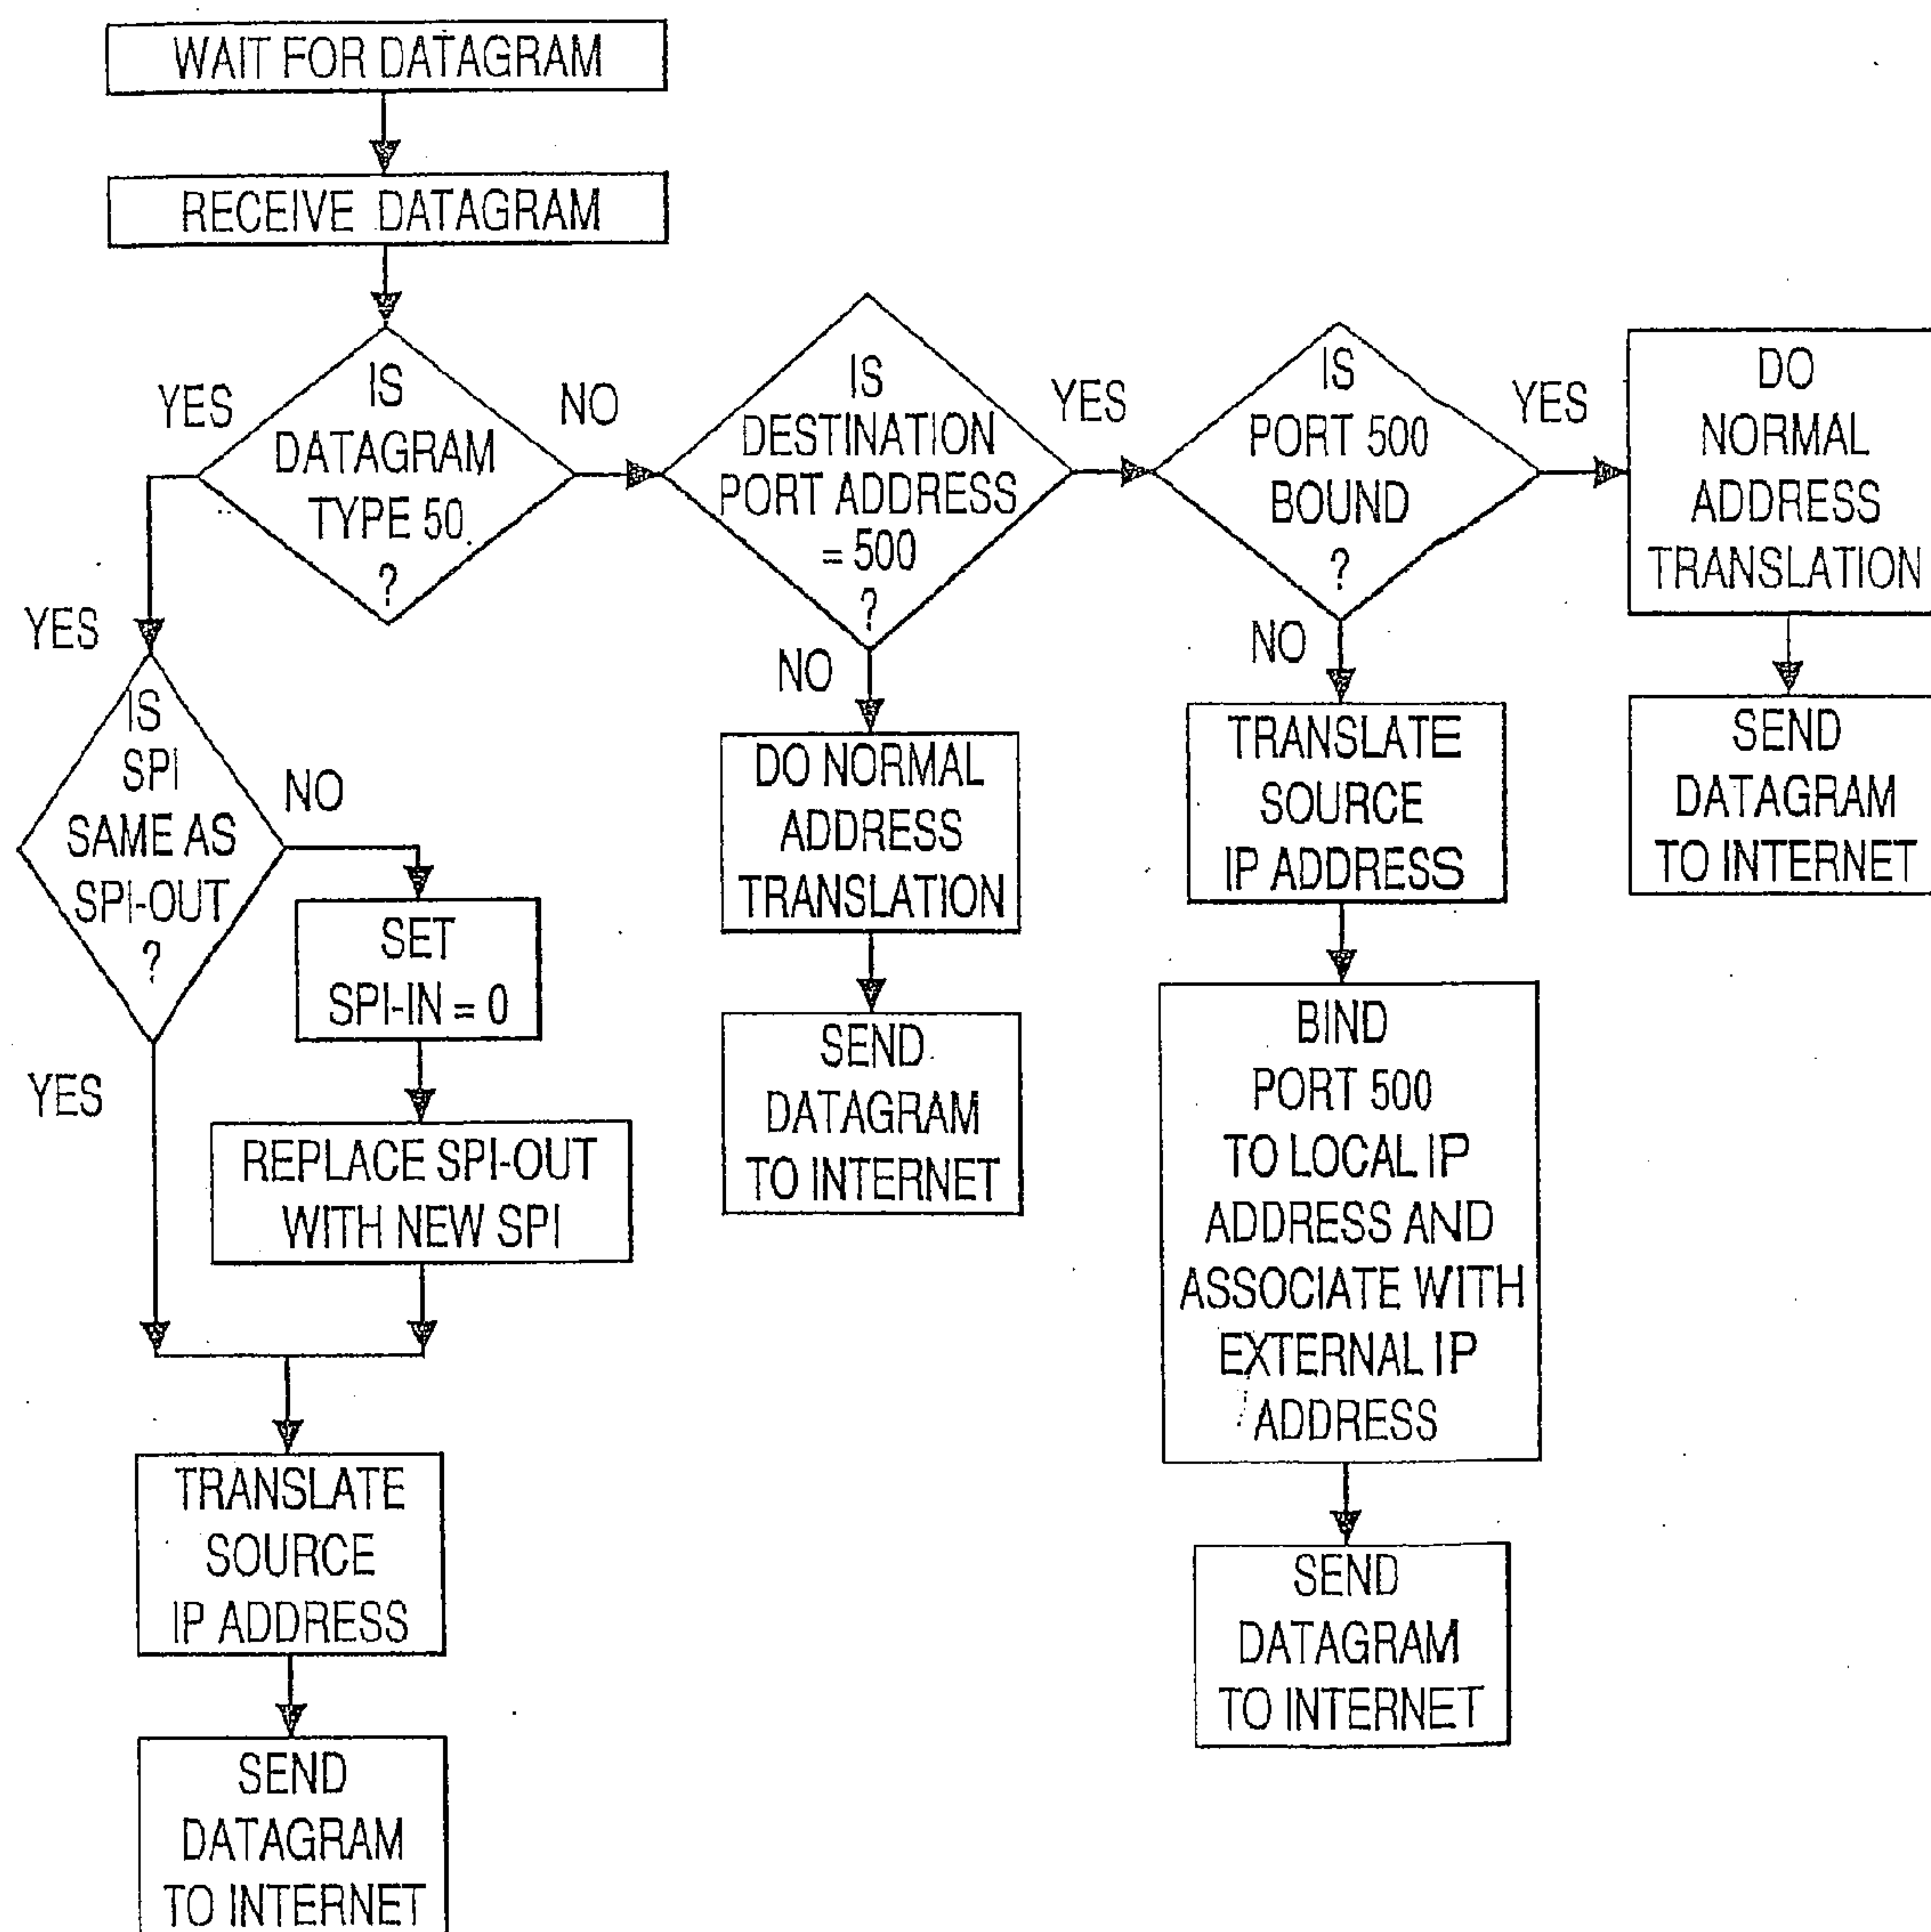 WAIT FOR DATAGRAM
RECEIVE DATAGRAM
YES
IS
DATAGRAM
TYPE 50
?
NO
IS
DESTINATION
PORT ADDRESS
= 500
?
YES
IS
PORT 500
BOUND
?
YES
DO
NORMAL
ADDRESS
TRANSLATION
SEND
DATAGRAM
TO INTERNET
YES
IS
SPI
SAME AS
SPI-OUT
?
NO
SET
SPI-IN = 0
REPLACE SPI-OUT
WITH NEW SPI
YES
TRANSLATE
SOURCE
IP ADDRESS
SEND
DATAGRAM
TO INTERNET
NO
DO NORMAL
ADDRESS
TRANSLATION
SEND
DATAGRAM
TO INTERNET
NO
TRANSLATE
SOURCE
IP ADDRESS
BIND
PORT 500
TO LOCAL IP
ADDRESS AND
ASSOCIATE WITH
EXTERNAL IP
ADDRESS
SEND
DATAGRAM
TO INTERNET